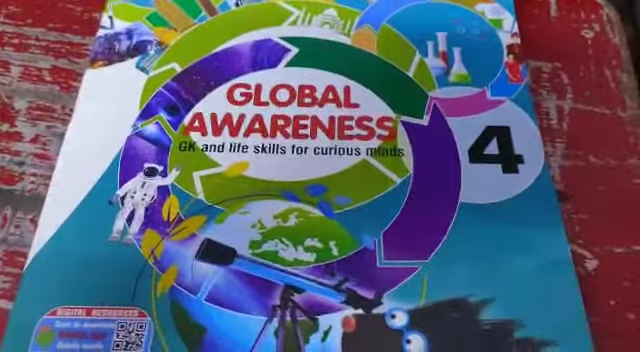 GLOBAL
AWARENESS
GK and life skills for curious minds
4
DIGITAL RESOURCES